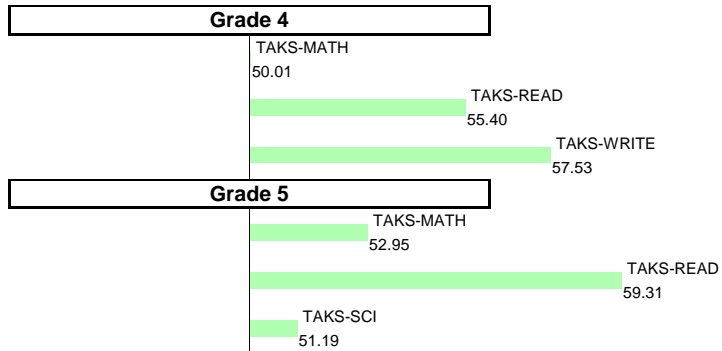 Grade 4
TAKS-MATH
50.01
TAKS-READ
55.40
TAKS-WRITE
57.53
Grade 5
TAKS-MATH
52.95
TAKS-READ
59.31
TAKS-SCI
51.19